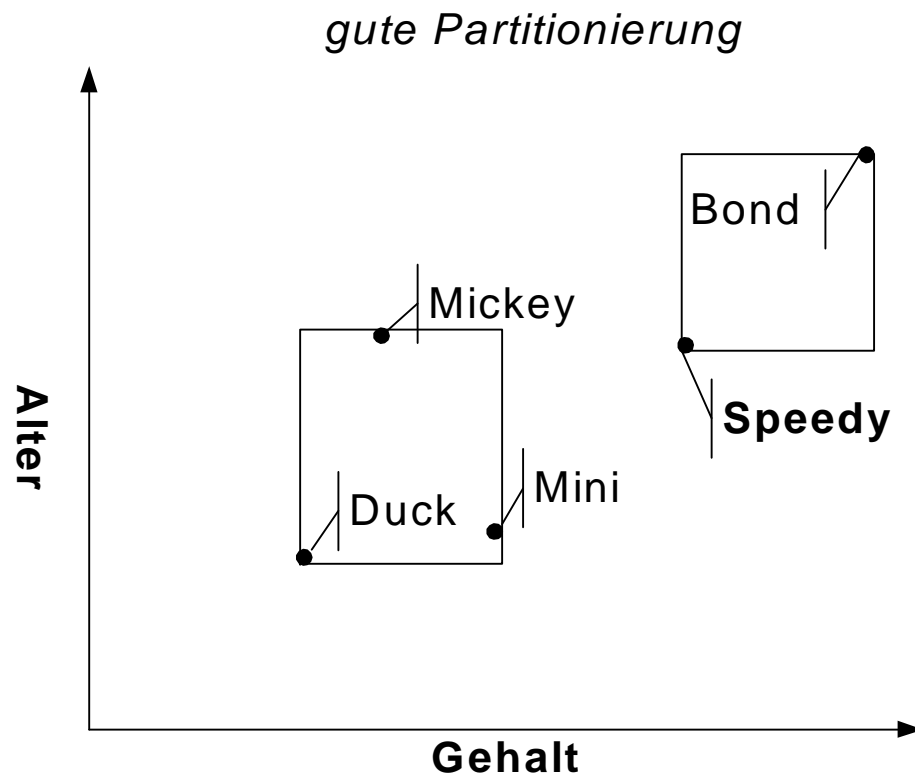 gute Partitionierung
Bond
Mickey
Alter
Speedy
Mini
Duck
Gehalt